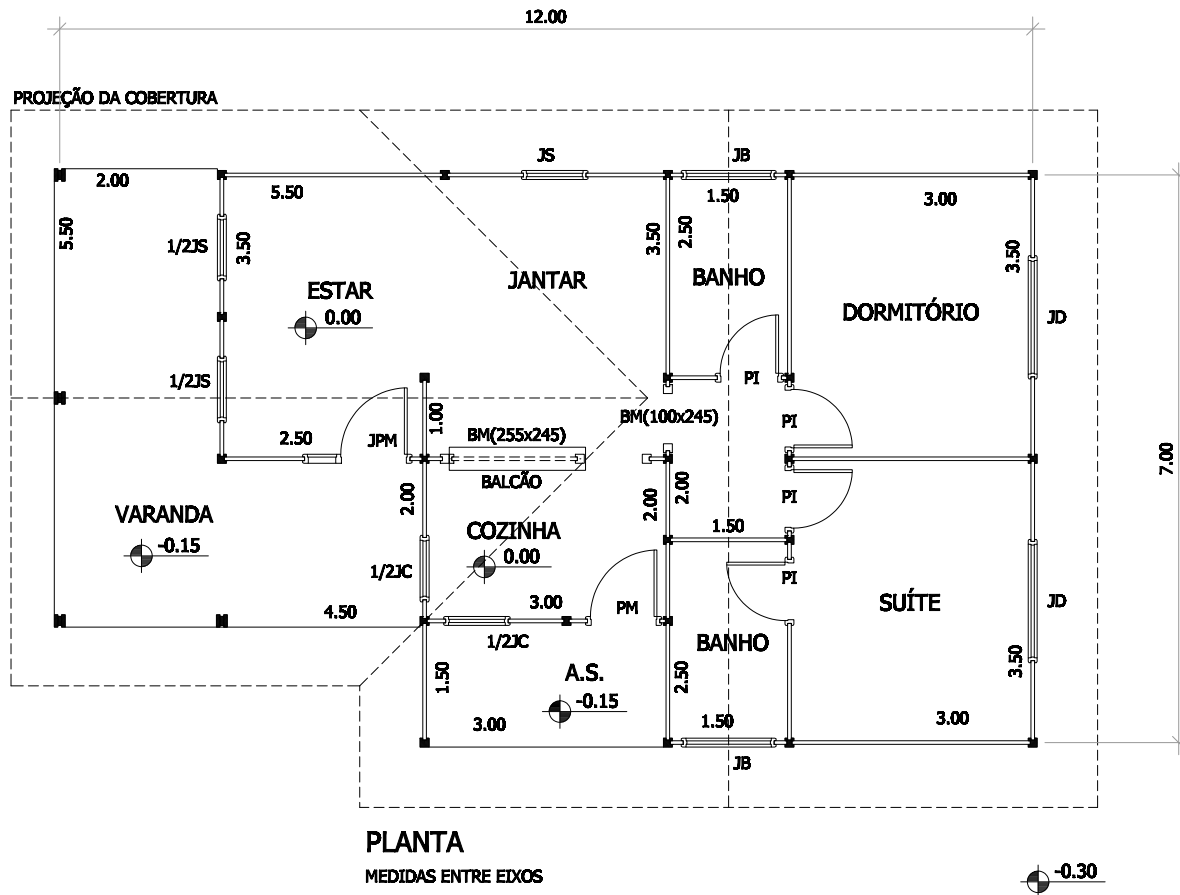 12.00
PROJEÇÃO DA COBERTURA
JS
JB
2.00
5.50
1.50
3.00
5.50
1/2JS
3.50
3.50
2.50
3.50
ESTAR
0.00
JANTAR
BANHO
DORMITÓRIO
JD
1/2JS
PI
1.00
BM(100x245)
PI
2.50
JPM
BM(255x245)
7.00
BALCÃO
2.00
2.00
2.00
PI
VARANDA
-0.15
COZINHA
0.00
1.50
1/2JC
PI
3.00
PM
SUÍTE
JD
4.50
1/2JC
BANHO
1.50
A.S.
-0.15
2.50
3.50
3.00
1.50
3.00
JB
PLANTA
MEDIDAS ENTRE EIXOS
-0.30